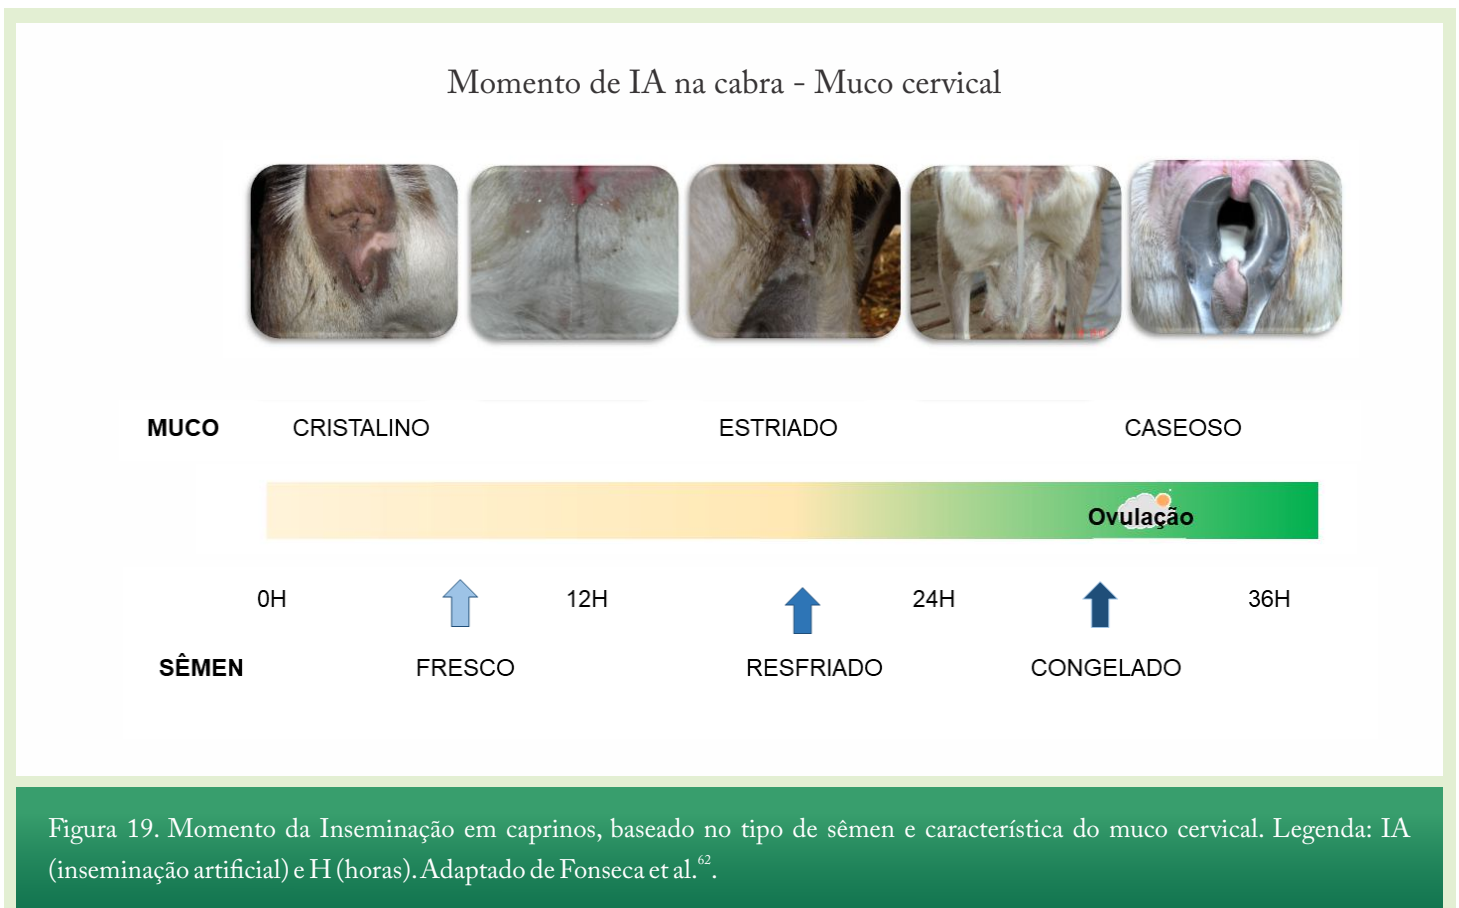 Momento de IA na cabra - Muco cervical
MUCO CRISTALINO ESTRIADO CASEOSO
Ovulação
0H 12H 24H 36H
SÊMEN FRESCO RESFRIADO CONGELADO
Figura 19. Momento da Inseminação em caprinos, baseado no tipo de sêmen e característica do muco cervical. Legenda: IA
(inseminação artificial) e H (horas). Adaptado de Fonseca et al.62.